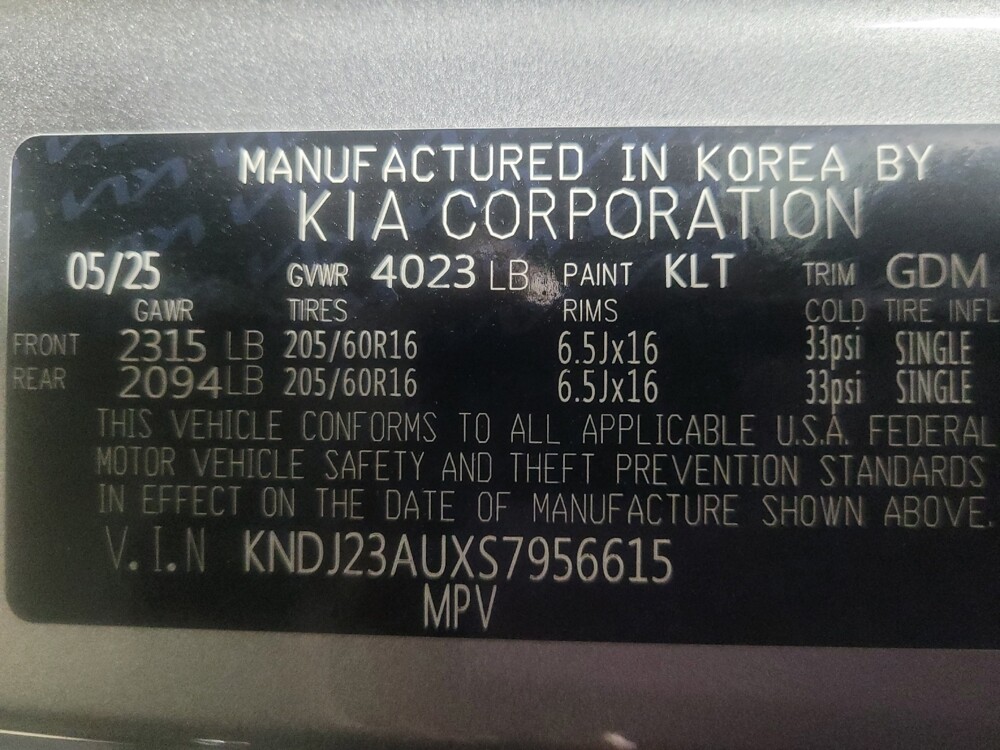 MANUFACTURED IN KOREA BY
KIA CORPORATION
05/25 GVWR 4023 LB PAINT KLT TRIM GDM
GAWR TIRES RIMS COLD TIRE INFL
FRONT 2315 LB 205/60R16 6.5Jx16 33psi SINGLE
REAR 2094 LB 205/60R16 6.5Jx16 33psi SINGLE
THIS VEHICLE CONFORMS TO ALL APPLICABLE U.S.A. FEDERAL
MOTOR VEHICLE SAFETY AND THEFT PREVENTION STANDARDS
IN EFFECT ON THE DATE OF MANUFACTURE SHOWN ABOVE.
V.I.N KNDJ23AUXS7956615
MPV